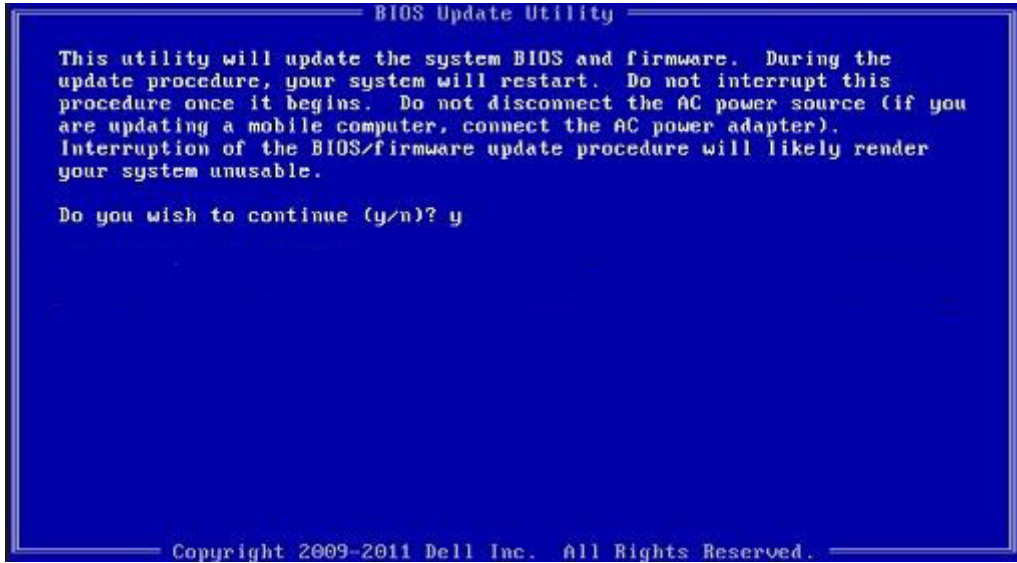 BIOS Update Utility
This utility will update the system BIOS and firmware. During the
update procedure, your system will restart. Do not interrupt this
procedure once it begins. Do not disconnect the AC power source (if you
are updating a mobile computer, connect the AC power adapter).
Interruption of the BIOS/firmware update procedure will likely render
your system unusable.
Do you wish to continue (y/n)? y
Copyright 2009-2011 Dell Inc. All Rights Reserved.